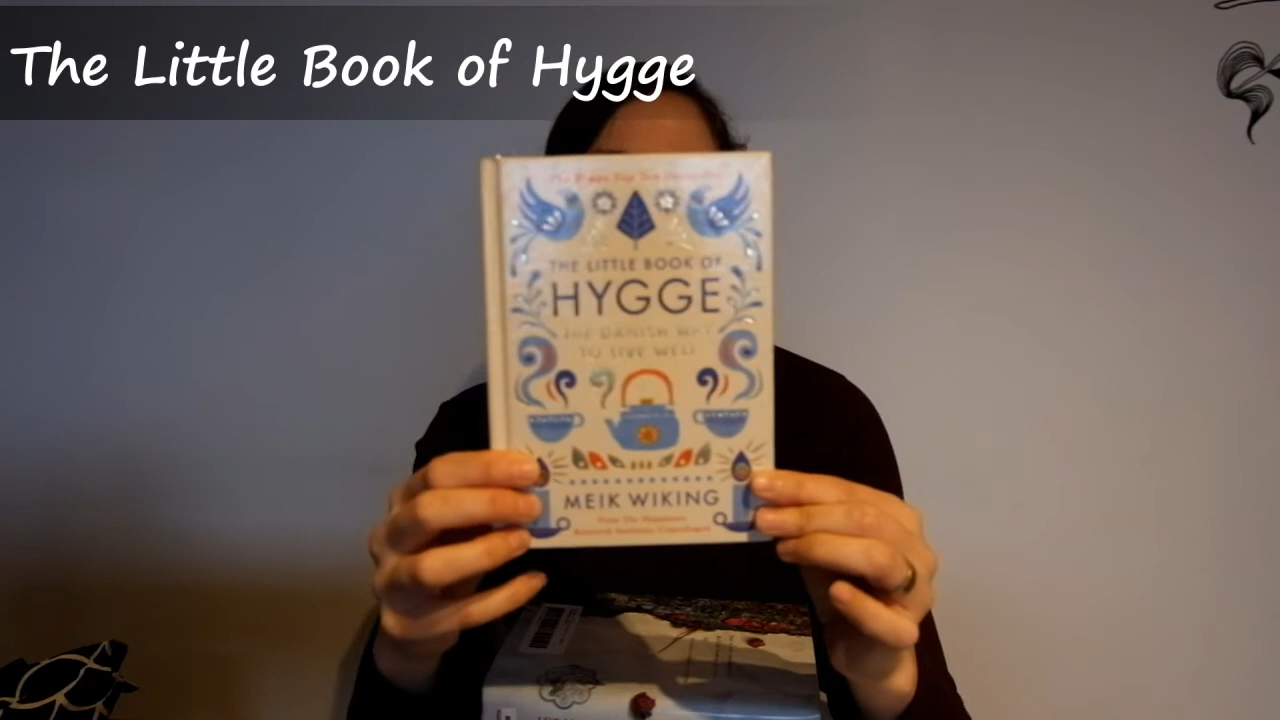 The Little Book of Hygge
THE LITTLE BOOK OF
HYGGE
THE DANISH WAY
TO LIVE WELL
MEIK WIKING